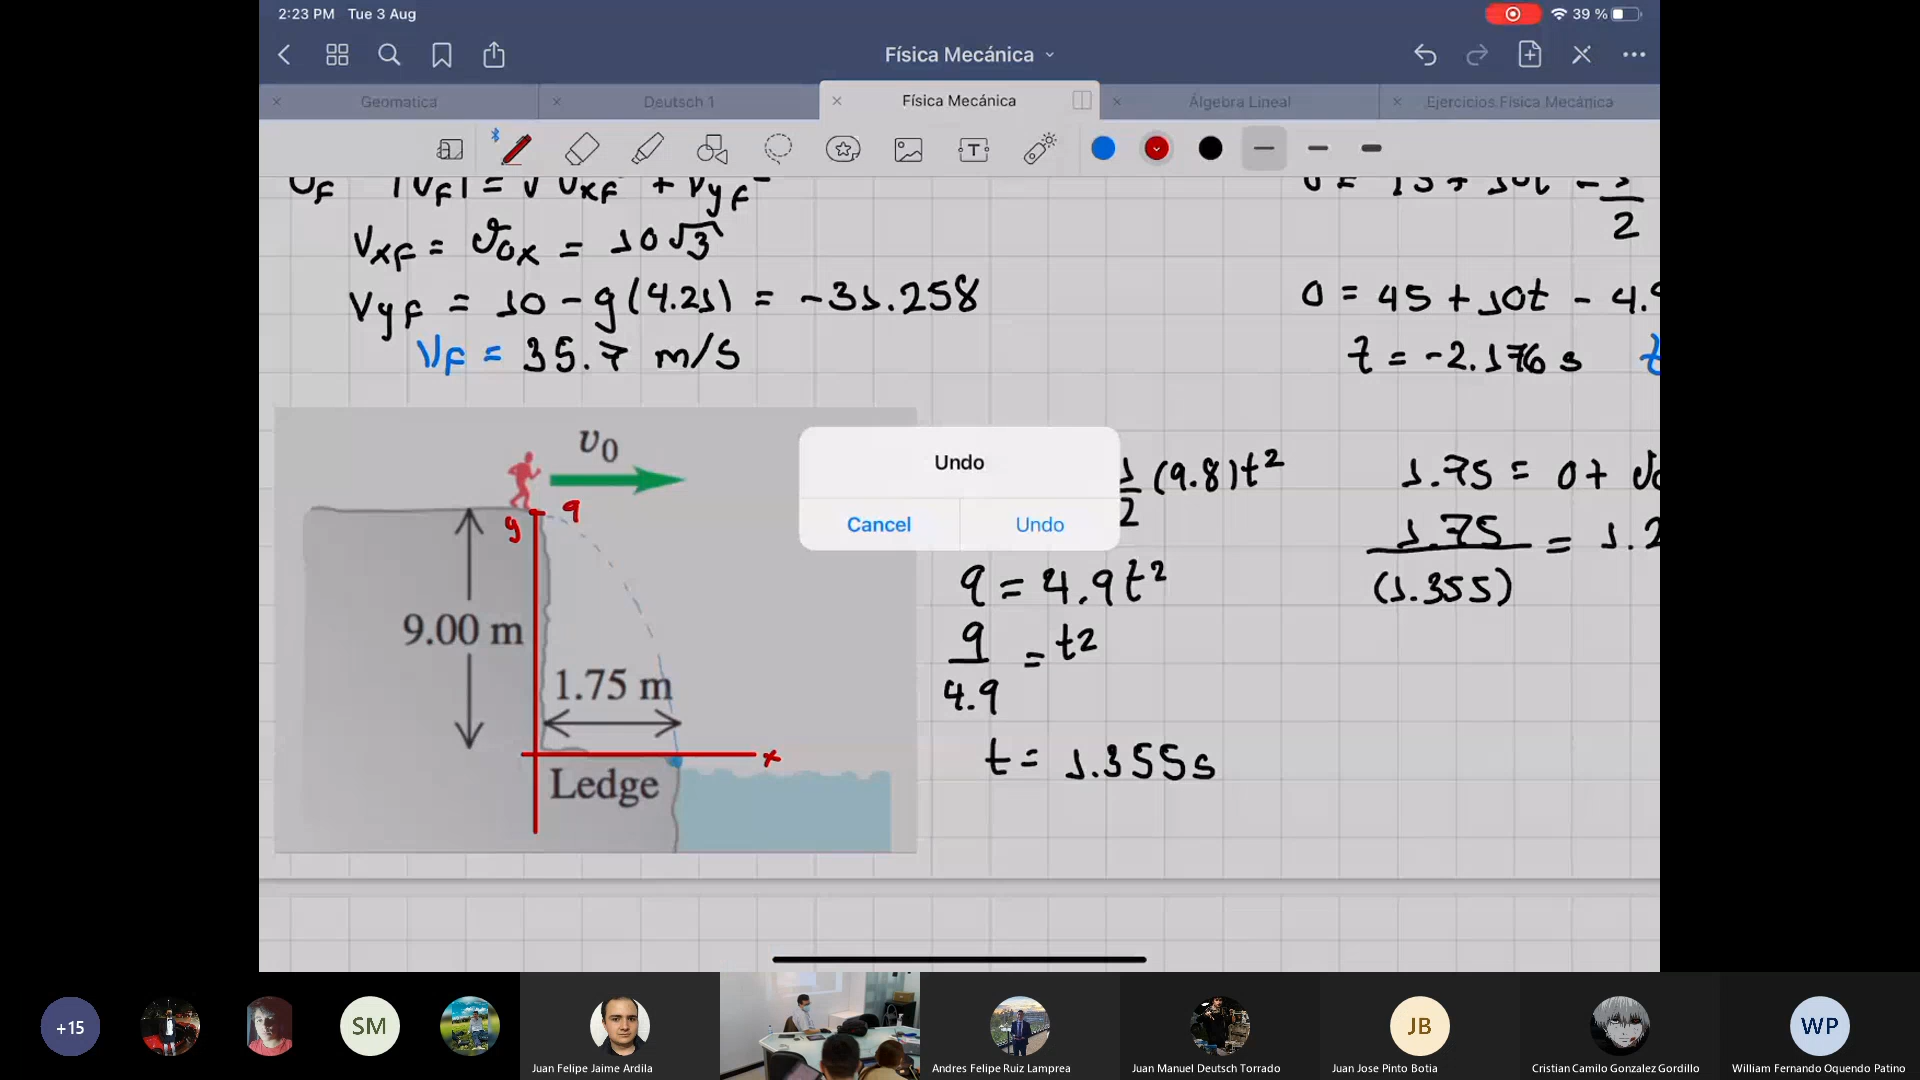 2:23 PM Tue 3 Aug
39 %
Física Mecánica
Geomatica
Deutsch 1
Física Mecánica
Álgebra Lineal
Ejercicios Física Mecánica
Vxf = V0x = 10√3
Vyf = 10 - g(4.21) = -31.258
Vf = 35.7 m/s
0 = 45 + 10t - 4.9
t = -2.176 s
v0
y 9
9.00 m
1.75 m
x
Ledge
Undo
Cancel Undo
1/2 (9.8)t²
9 = 4.9t²
9/4.9 = t²
t = 1.355s
1.75 = 0 +
1.75/(1.355) = 1.2
+15
SM
Juan Felipe Jaime Ardila
Andres Felipe Ruiz Lamprea
Juan Manuel Deutsch Torrado
JB
Juan Jose Pinto Botia
Cristian Camilo Gonzalez Gordillo
WP
William Fernando Oquendo Patino